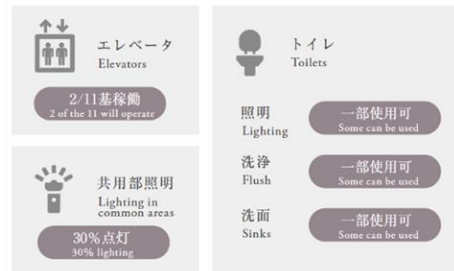 エレベータ
Elevators
2/11基稼働
2 of the 11 will operate
共用部照明
Lighting in
common areas
30%点灯
30% lighting
トイレ
Toilets
照明
Lighting
一部使用可
Some can be used
洗浄
Flush
一部使用可
Some can be used
洗面
Sinks
一部使用可
Some can be used